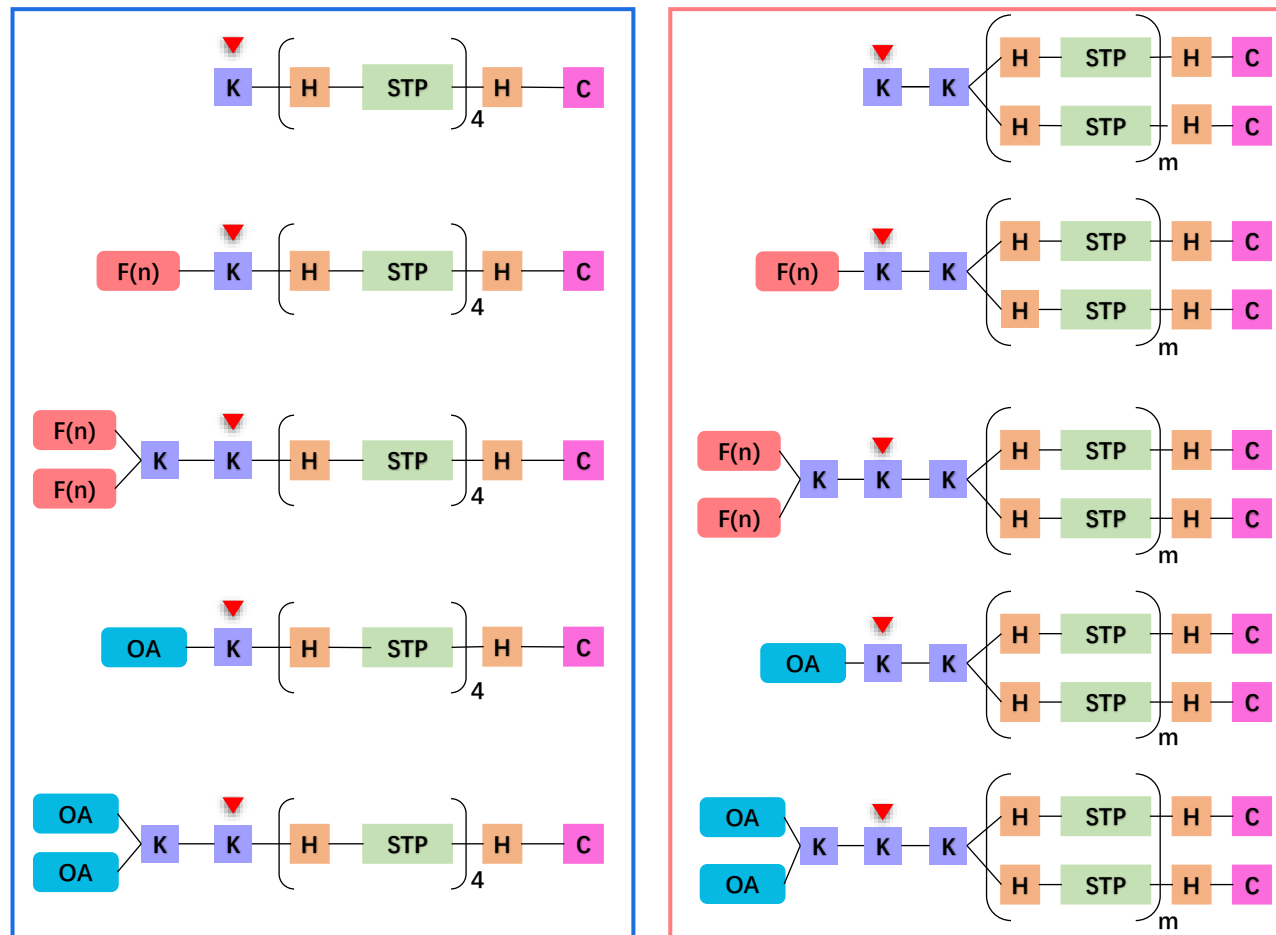 K H STP H C
4
F(n) K H STP H C
4
F(n)
K K H STP H C
F(n)
4
OA K H STP H C
4
OA
K K H STP H C
OA
4
H STP H C
K K
H STP H C
m
H STP H C
F(n) K K
H STP H C
m
H STP H C
F(n)
K K K
F(n)
H STP H C
m
H STP H C
OA K K
H STP H C
m
H STP H C
OA
K K K
OA
H STP H C
m